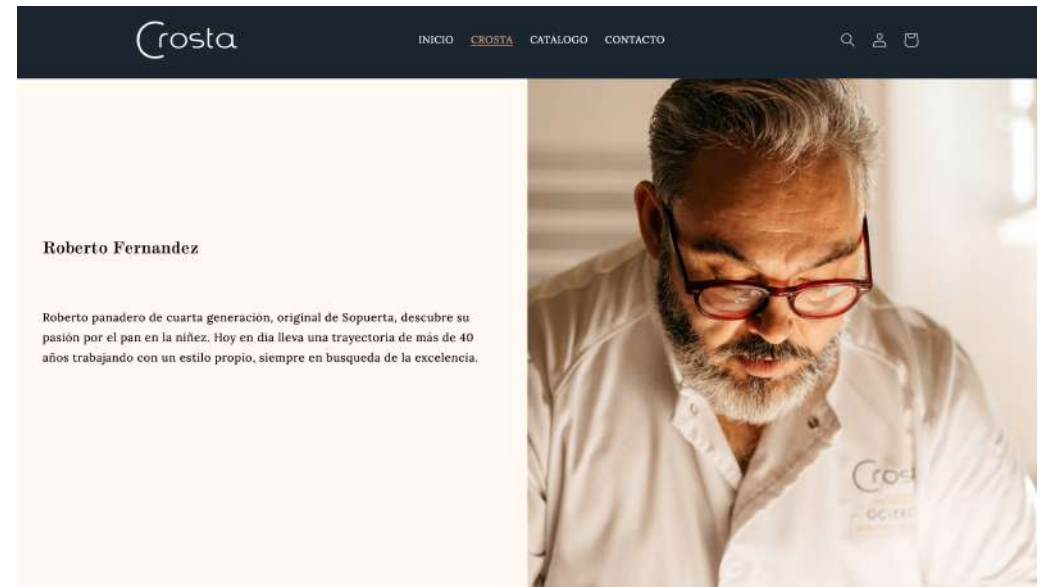 Crosta
INICIO CROSTA CATALOGO CONTACTO
Roberto Fernandez
Roberto panadero de cuarta generación, original de Sopuerta, descubre su
pasión por el pan en la niñez. Hoy en dia lleva una trayectoria de más de 40
años trabajando con un estilo propio, siempre en busqueda de la excelencia.
Cros